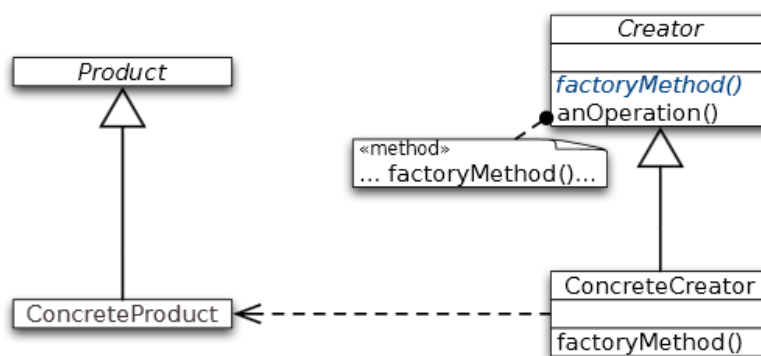 Creator
Product
factoryMethod()
anOperation()
«method»
... factoryMethod()...
ConcreteCreator
ConcreteProduct
factoryMethod()